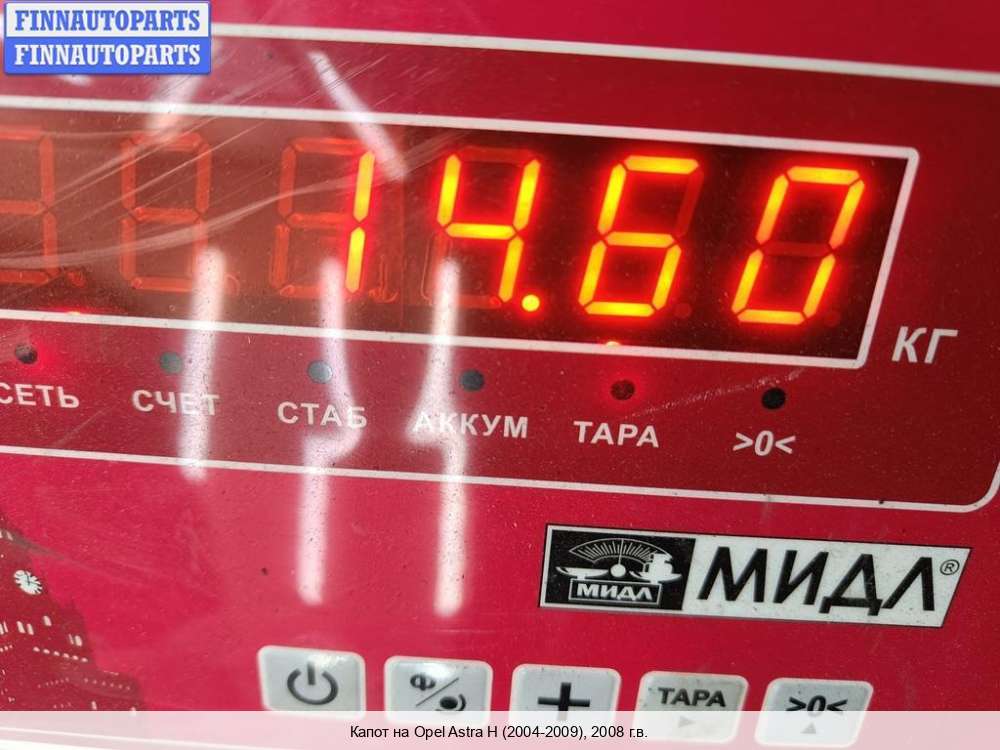 FINNAUTOPARTS
FINNAUTOPARTS
14.60
КГ
СЕТЬ СЧЕТ СТАБ АККУМ ТАРА >0<
МИДЛ МИДЛ®
Ф + ТАРА >0<
Капот на Opel Astra H (2004-2009), 2008 г.в.